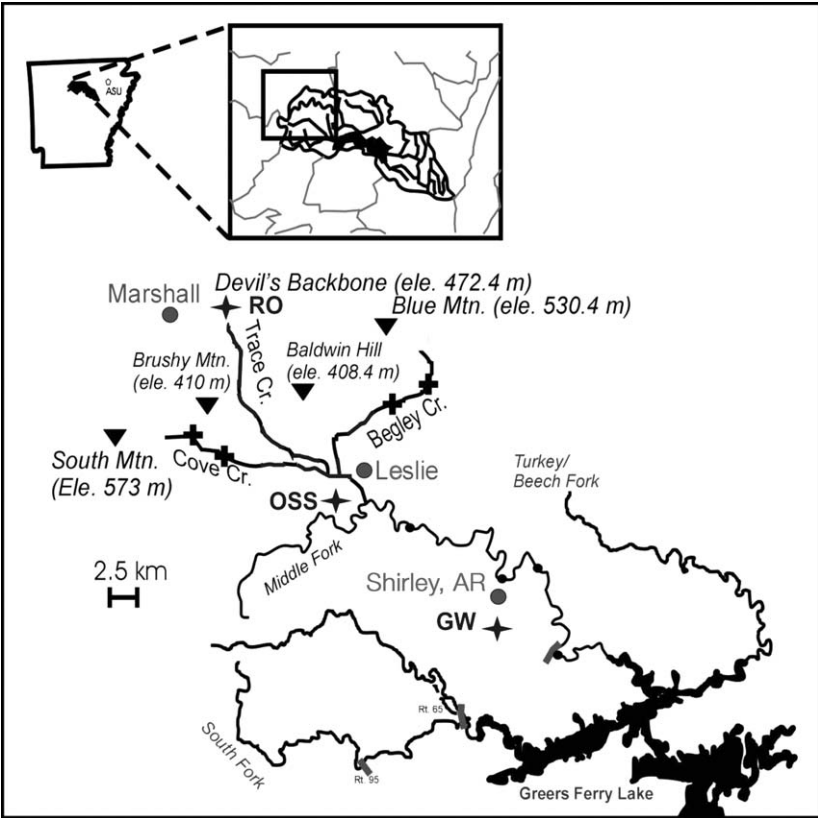 ASU
Devil's Backbone (ele. 472.4 m)
Marshall
RO
Blue Mtn. (ele. 530.4 m)
Trace Cr.
Brushy Mtn.
(ele. 410 m)
Baldwin Hill
(ele. 408.4 m)
Begley Cr.
South Mtn.
(Ele. 573 m)
Cove Cr.
Leslie
Turkey/
Beech Fork
OSS
Middle Fork
2.5 km
Shirley, AR
GW
South Fork
Rt. 65
Rt. 95
Greers Ferry Lake